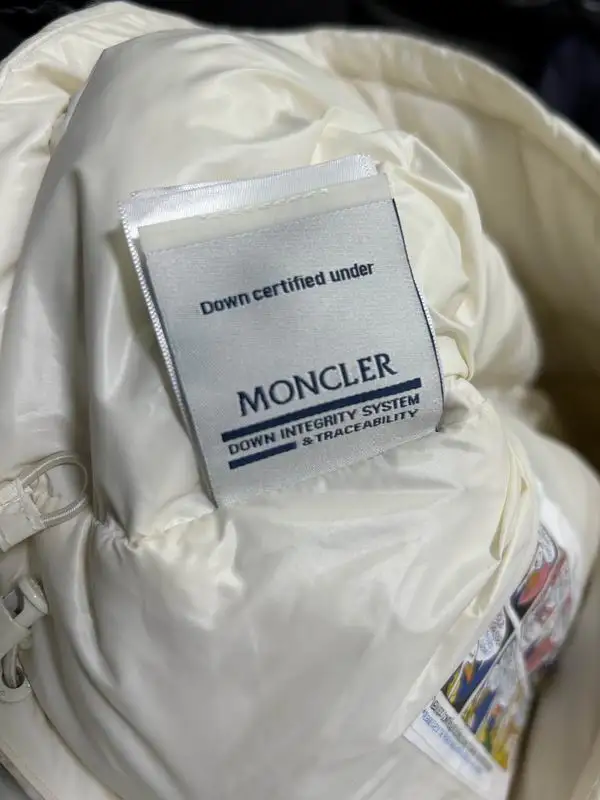 Down certified under
MONCLER
DOWN INTEGRITY SYSTEM
& TRACEABILITY